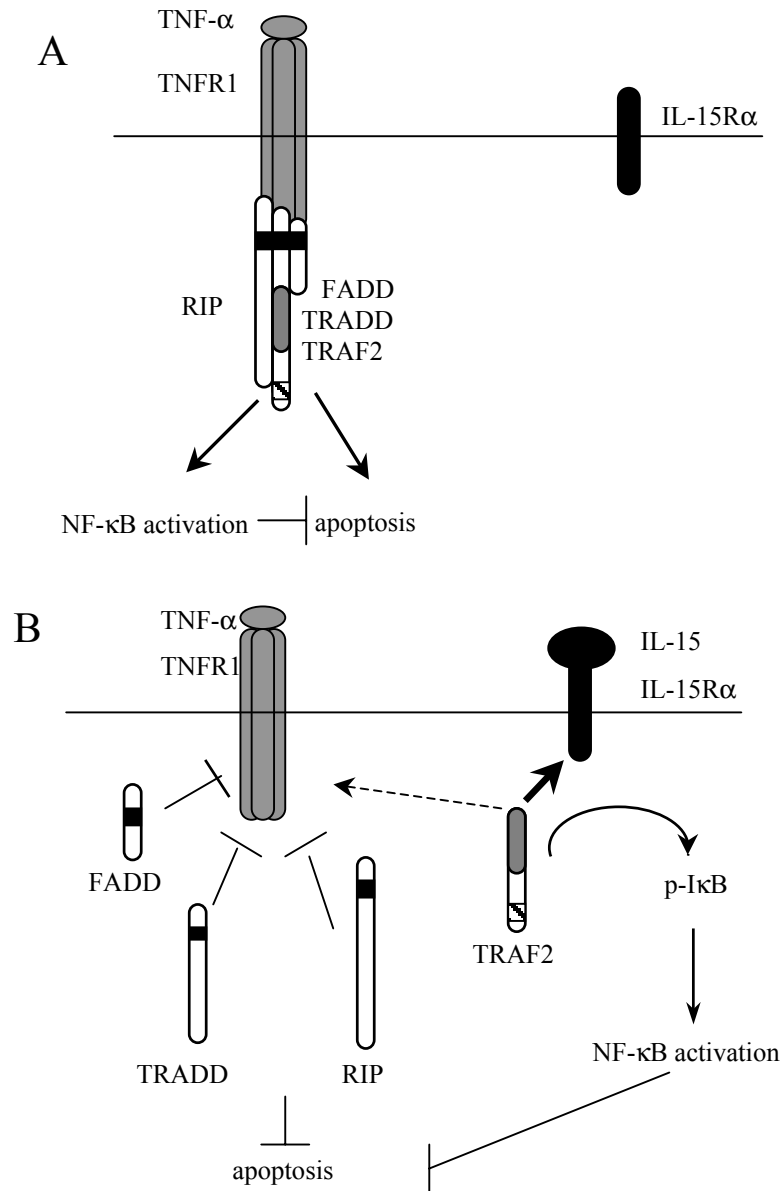 TNF-α
A
TNFR1
IL-15Rα
RIP
FADD
TRADD
TRAF2
NF-κB activation
apoptosis
B
TNF-α
TNFR1
IL-15
IL-15Rα
FADD
p-IκB
TRAF2
TRADD
RIP
NF-κB activation
apoptosis